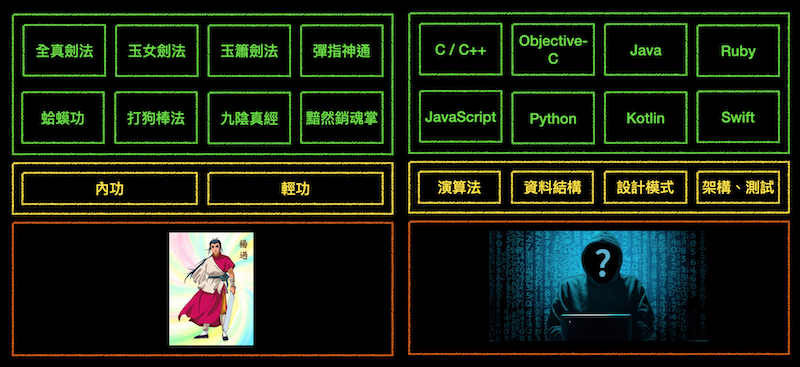 全真劍法
玉女劍法
玉簫劍法
彈指神通
蛤蟆功
打狗棒法
九陰真經
黯然銷魂掌
內功
輕功
楊過
C / C++
Objective-
C
Java
Ruby
JavaScript
Python
Kotlin
Swift
演算法
資料結構
設計模式
架構、測試
?